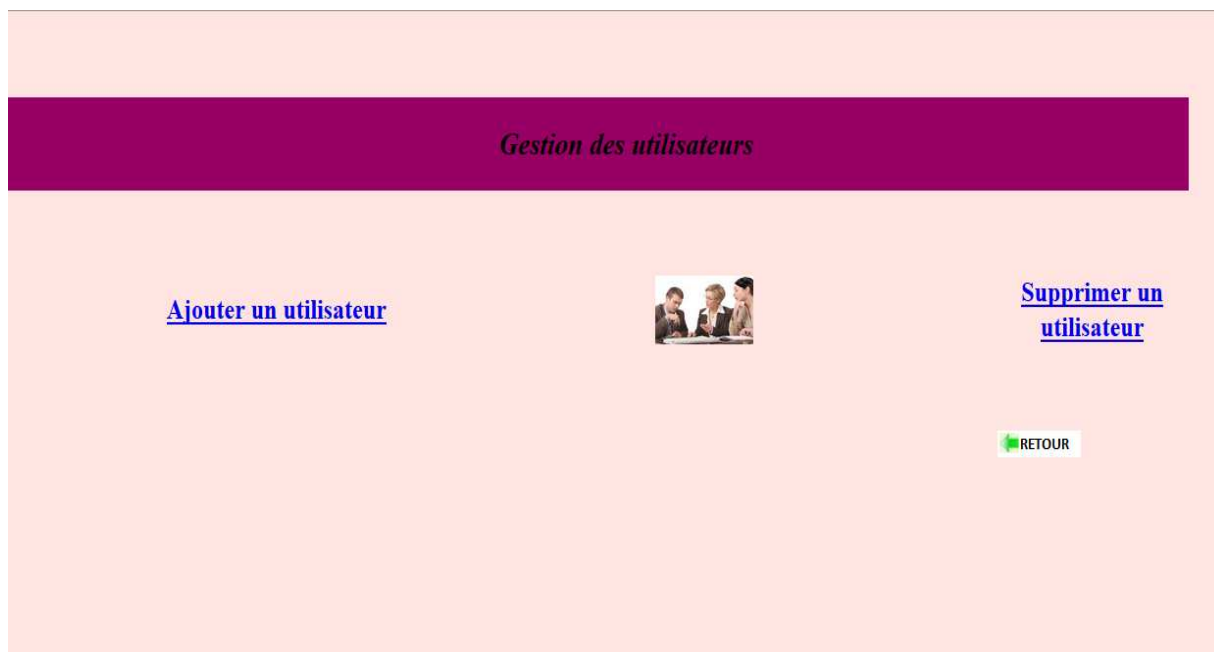 Gestion des utilisateurs
Ajouter un utilisateur
Supprimer un
utilisateur
RETOUR